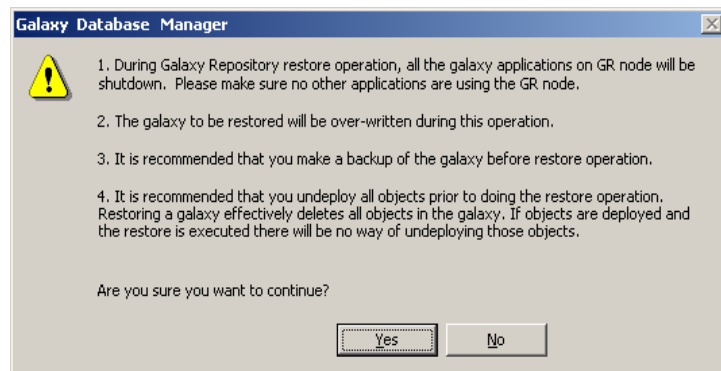 Galaxy Database Manager
1. During Galaxy Repository restore operation, all the galaxy applications on GR node will be
shutdown. Please make sure no other applications are using the GR node.
2. The galaxy to be restored will be over-written during this operation.
3. It is recommended that you make a backup of the galaxy before restore operation.
4. It is recommended that you undeploy all objects prior to doing the restore operation.
Restoring a galaxy effectively deletes all objects in the galaxy. If objects are deployed and
the restore is executed there will be no way of undeploying those objects.
Are you sure you want to continue?
Yes No